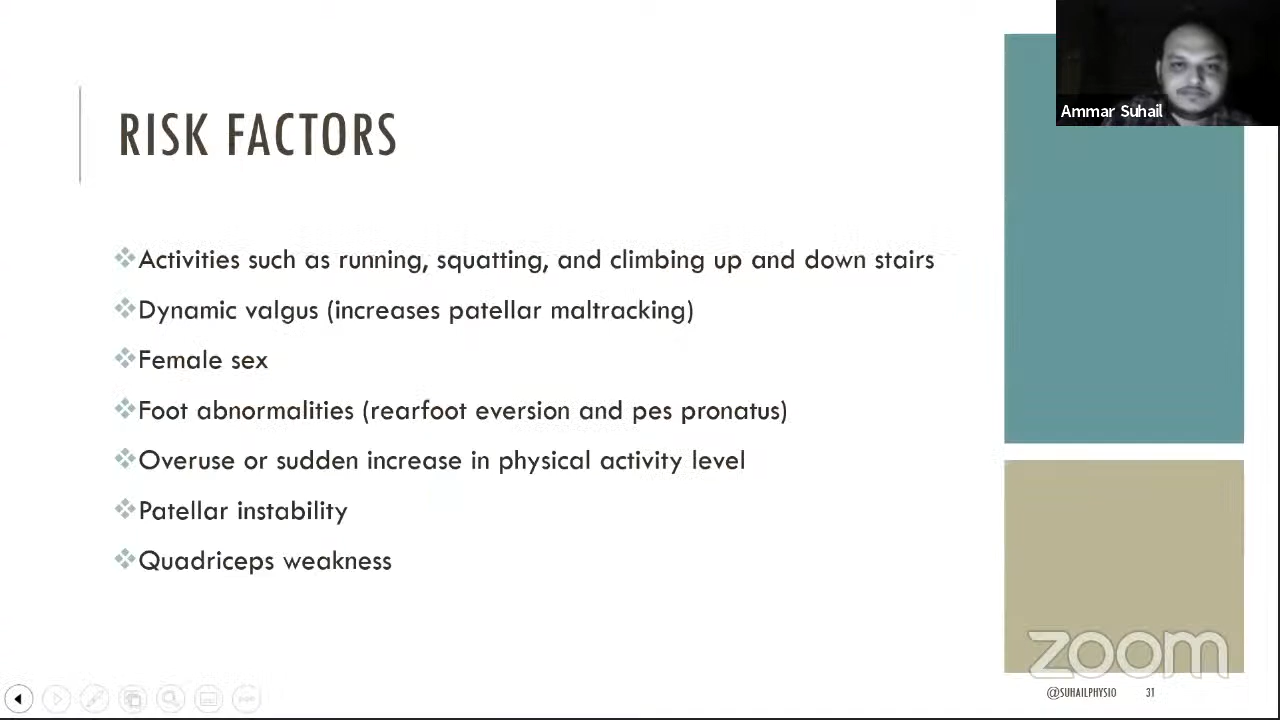 Ammar Suhail
RISK FACTORS
Activities such as running, squatting, and climbing up and down stairs
Dynamic valgus (increases patellar maltracking)
Female sex
Foot abnormalities (rearfoot eversion and pes pronatus)
Overuse or sudden increase in physical activity level
Patellar instability
Quadriceps weakness
zoom
@SUHAILPHYSIO 31